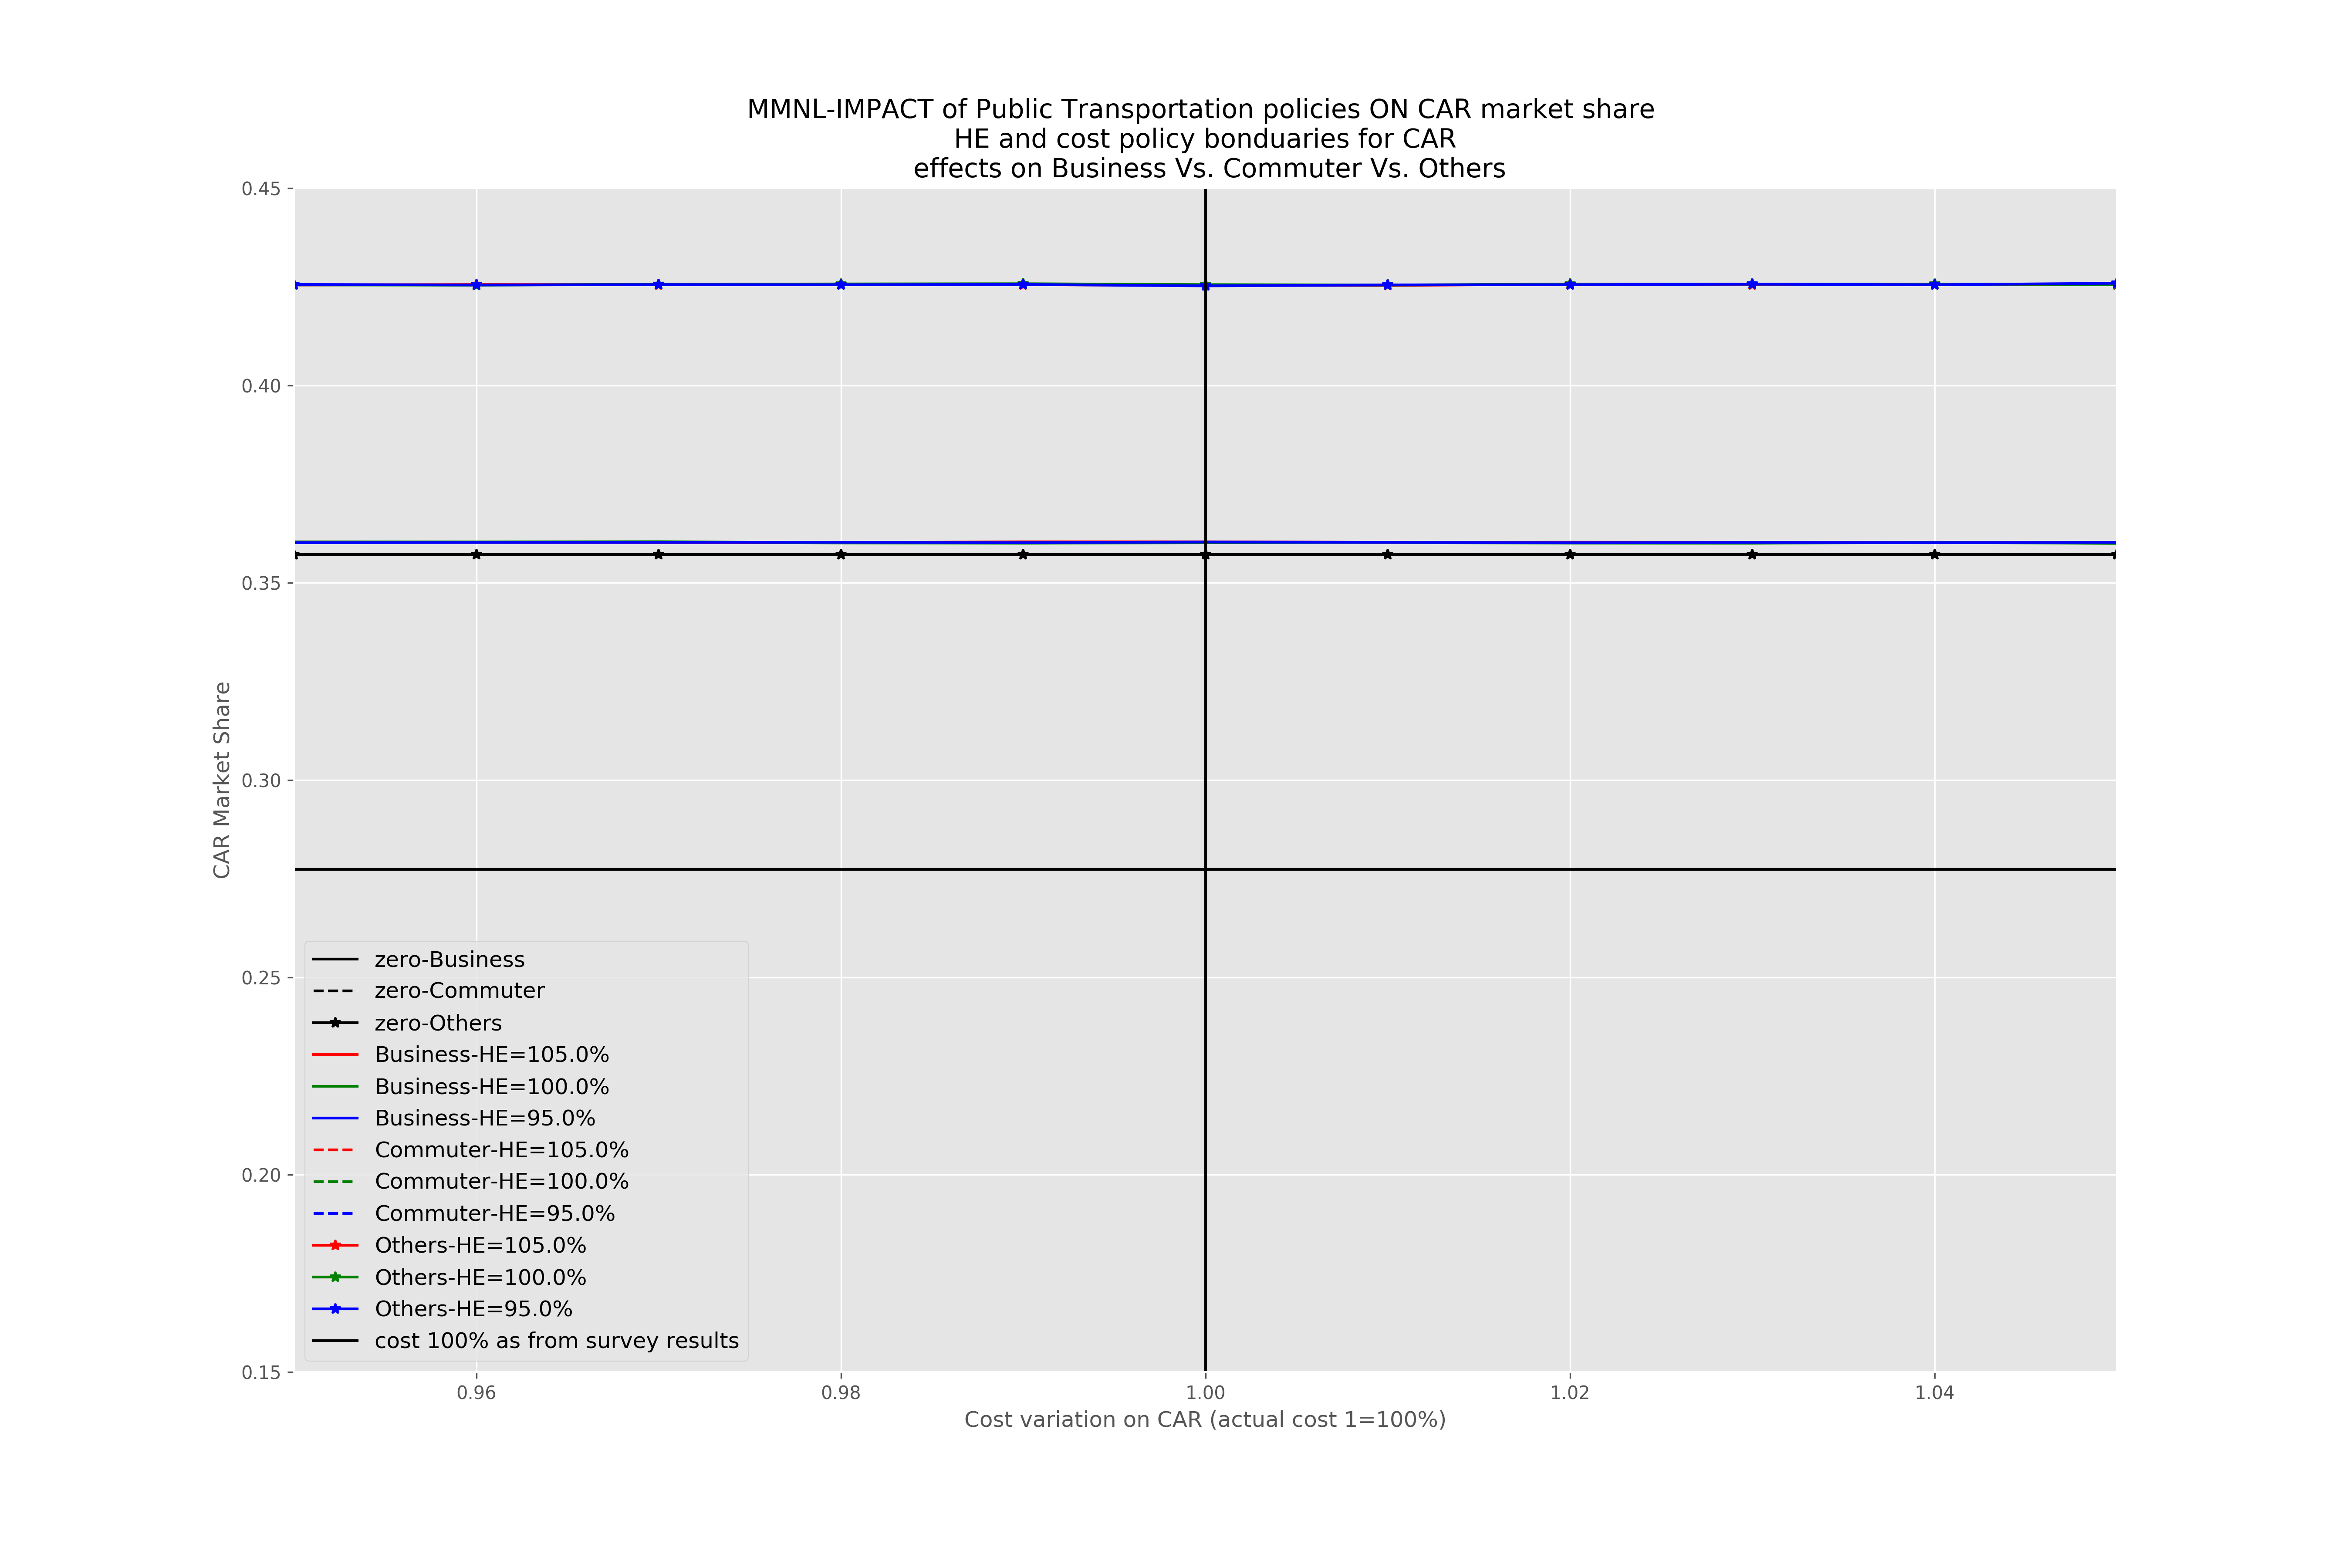 MMNL-IMPACT of Public Transportation policies ON CAR market share
HE and cost policy bonduaries for CAR
effects on Business Vs. Commuter Vs. Others
0.45
0.40
0.35
0.30
0.25
0.20
0.15
CAR Market Share
zero-Business
zero-Commuter
zero-Others
Business-HE=105.0%
Business-HE=100.0%
Business-HE=95.0%
Commuter-HE=105.0%
Commuter-HE=100.0%
Commuter-HE=95.0%
Others-HE=105.0%
Others-HE=100.0%
Others-HE=95.0%
cost 100% as from survey results
0.96 0.98 1.00 1.02 1.04
Cost variation on CAR (actual cost 1=100%)